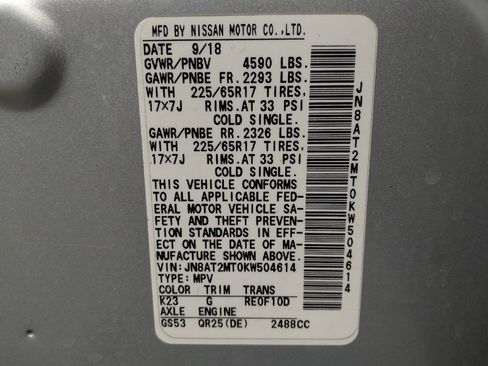 MFD BY NISSAN MOTOR CO.,LTD.
DATE 9/18
GVWR/PNBV 4590 LBS.
GAWR/PNBE FR. 2293 LBS.
WITH 225/65R17 TIRES,
17×7J RIMS.AT 33 PSI
COLD SINGLE.
GAWR/PNBE RR. 2326 LBS.
WITH 225/65R17 TIRES,
17×7J RIMS.AT 33 PSI
COLD SINGLE.
THIS VEHICLE CONFORMS
TO ALL APPLICABLE FED-
ERAL MOTOR VEHICLE SA-
FETY AND THEFT PREVEN-
TION STANDARDS IN EFF-
ECT ON THE DATE OF MA-
NUFACTURE SHOWN ABOVE.
VIN:JN8AT2MT0KW504614
TYPE:MPV
COLOR TRIM TRANS
K23 G RE0F10D
AXLE ENGINE
GS53 QR25(DE) 2488CC
JN8AT2MT0KW504614